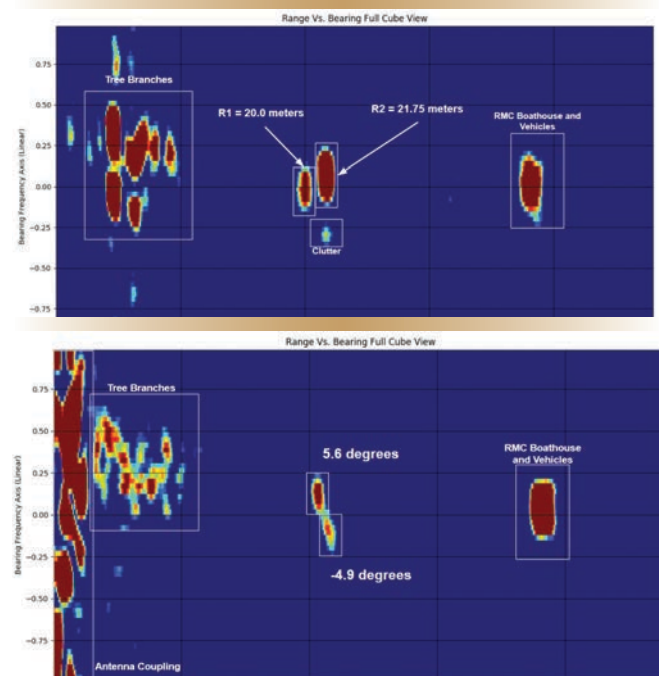 Range Vs. Bearing Full Cube View
0.75
Tree Branches
0.50
R1 = 20.0 meters
R2 = 21.75 meters
RMC Boathouse and
Vehicles
0.25
Bearing Frequency Axis (Linear)
0.00
−0.25
Clutter
−0.50
−0.75
Range Vs. Bearing Full Cube View
0.75
Tree Branches
0.50
5.6 degrees
RMC Boathouse
and Vehicles
0.25
Bearing Frequency Axis (Linear)
0.00
−0.25
-4.9 degrees
−0.50
−0.75
Antenna Coupling